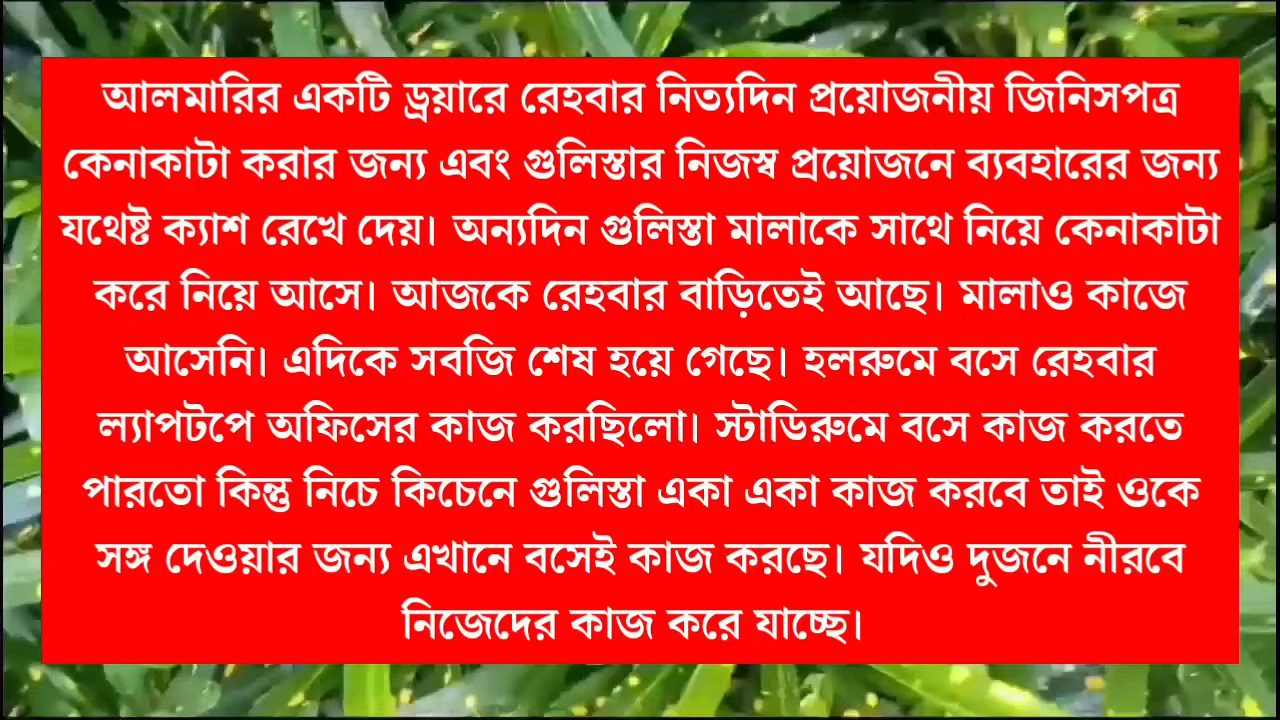 আলমারির একটি ড্রয়ারে রেহবার নিত্যদিন প্রয়োজনীয় জিনিসপত্র
কেনাকাটা করার জন্য এবং গুলিস্তার নিজস্ব প্রয়োজনে ব্যবহারের জন্য
যথেষ্ট ক্যাশ রেখে দেয়। অন্যদিন গুলিস্তা মালাকে সাথে নিয়ে কেনাকাটা
করে নিয়ে আসে। আজকে রেহবার বাড়িতেই আছে। মালাও কাজে
আসেনি। এদিকে সবজি শেষ হয়ে গেছে। হলরুমে বসে রেহবার
ল্যাপটপে অফিসের কাজ করছিলো। স্টাডিরুমে বসে কাজ করতে
পারতো কিন্তু নিচে কিচেনে গুলিস্তা একা একা কাজ করবে তাই ওকে
সঙ্গ দেওয়ার জন্য এখানে বসেই কাজ করছে। যদিও দুজনে নীরবে
নিজেদের কাজ করে যাচ্ছে।